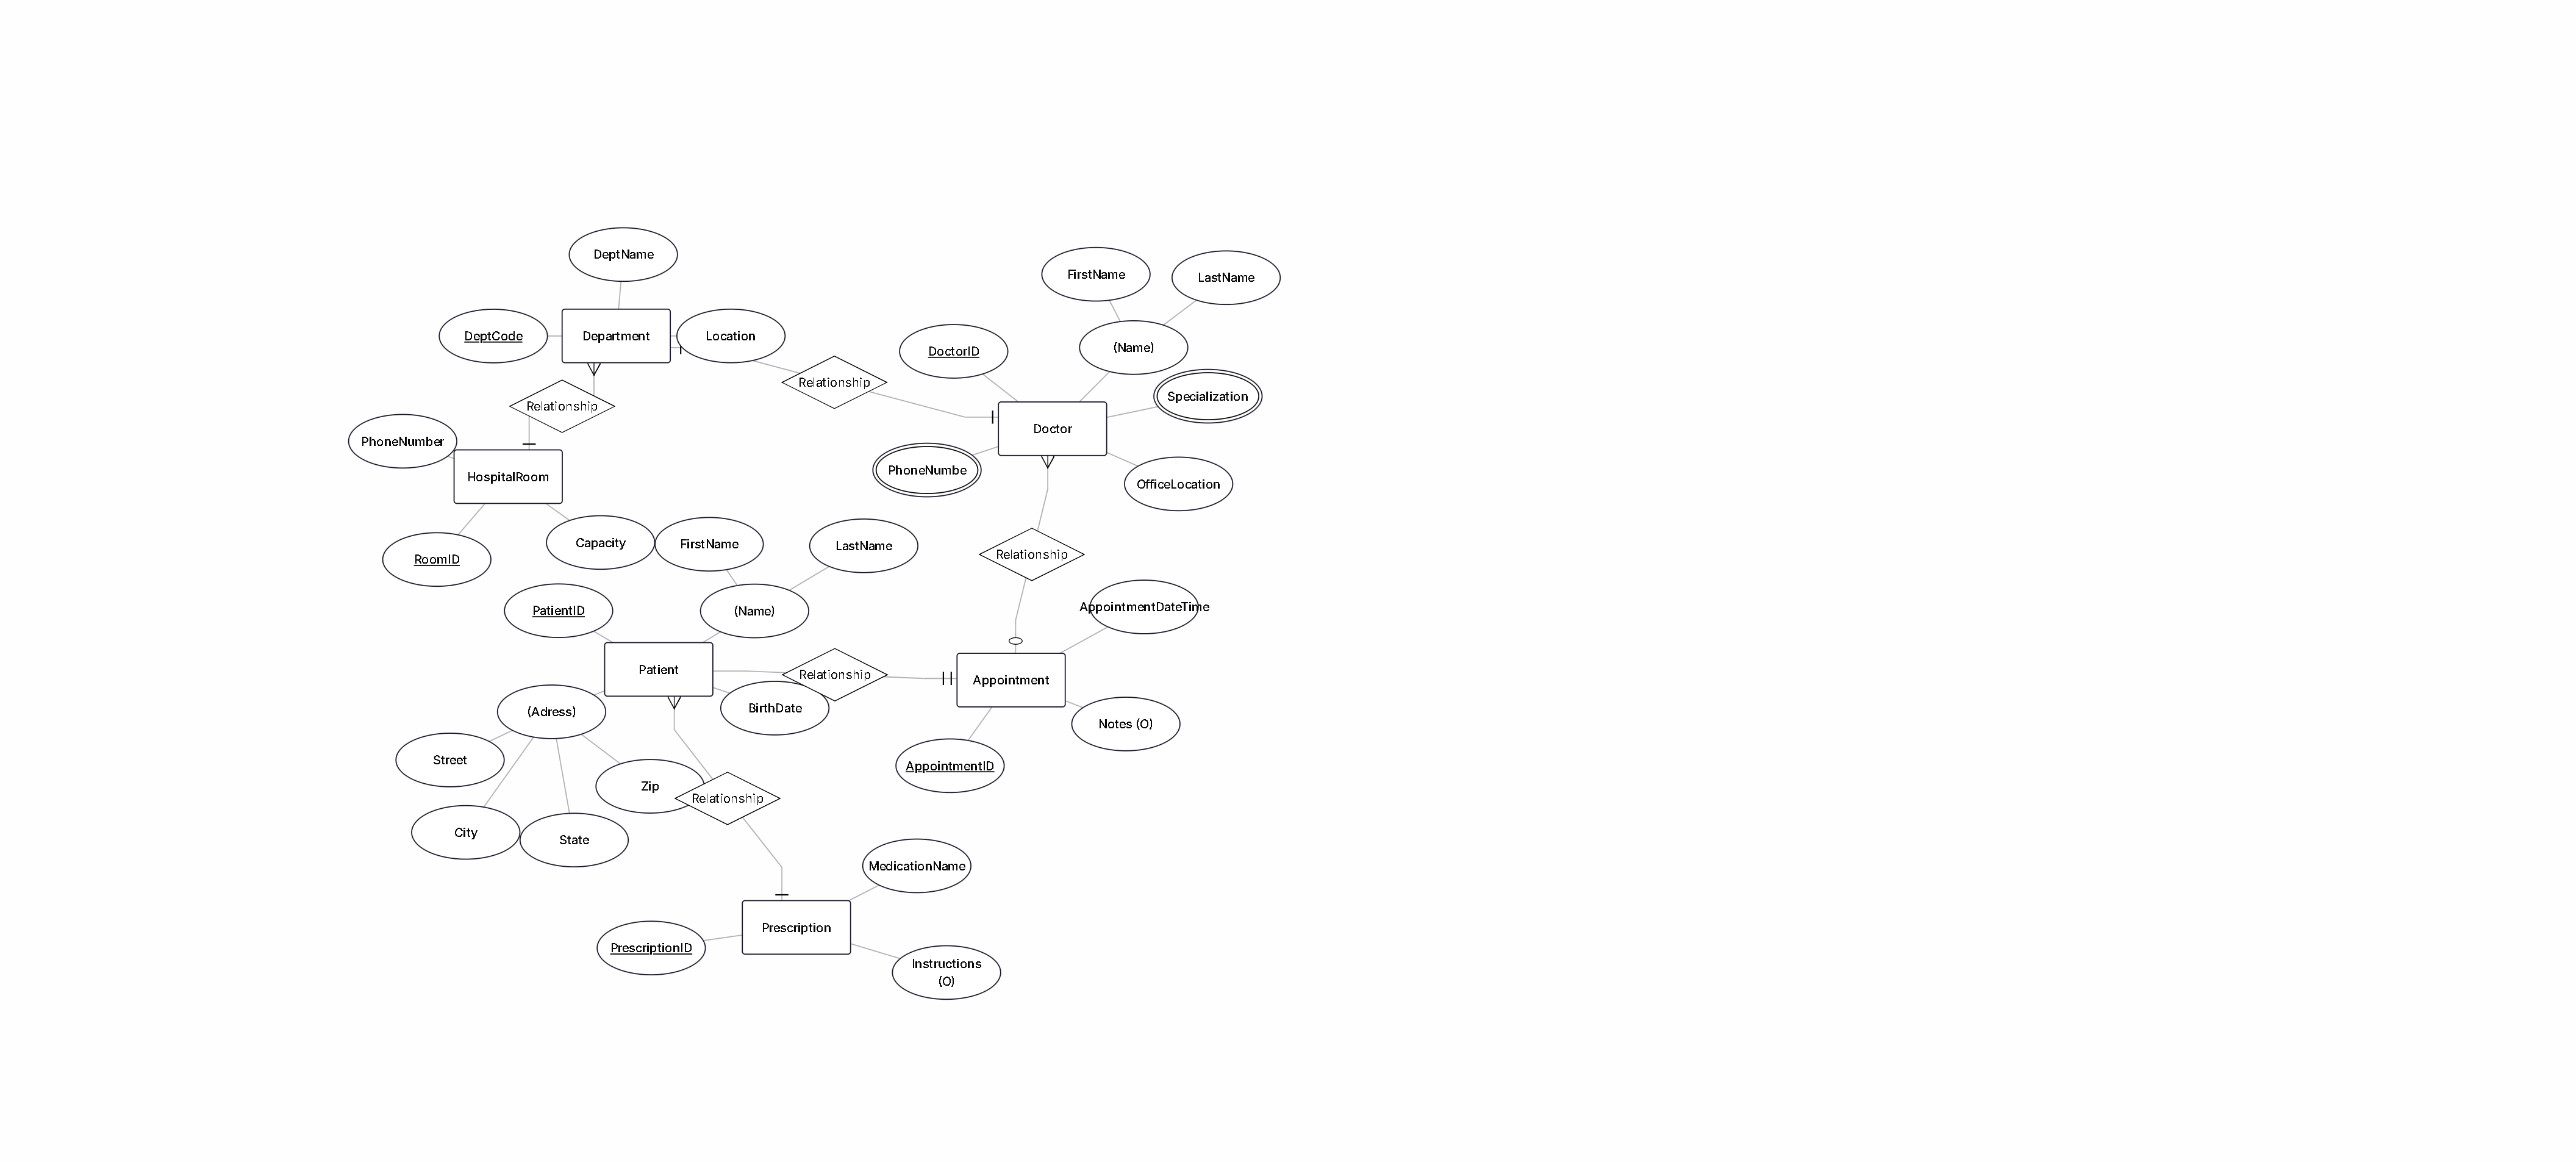 DeptName
FirstName
LastName
DeptCode
Department
Location
(Name)
DoctorID
Relationship
Specialization
Relationship
Doctor
PhoneNumber
PhoneNumbe
HospitalRoom
OfficeLocation
Capacity
FirstName
LastName
Relationship
RoomID
AppointmentDateTime
PatientID
(Name)
Patient
Relationship
Appointment
(Adress)
BirthDate
Notes (O)
Street
AppointmentID
Zip
Relationship
City
State
MedicationName
Prescription
PrescriptionID
Instructions
(O)